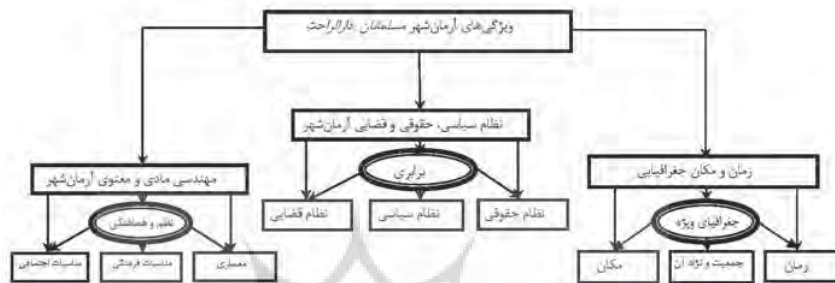 ویژگی‌های آرمان‌شهر مسلمانان دارالراحت
نظام سیاسی، حقوقی و قضایی آرمان‌شهر
زمان و مکان جغرافیایی
مهندسی مادی و معنوی آرمان‌شهر
برابری
جغرافیای ویژه
نظم و هماهنگی
نظام حقوقی
نظام سیاسی
نظام قضایی
زمان
جمعیت و نژاد آن
مکان
معماری
مناسبات فرهنگی
مناسبات اجتماعی